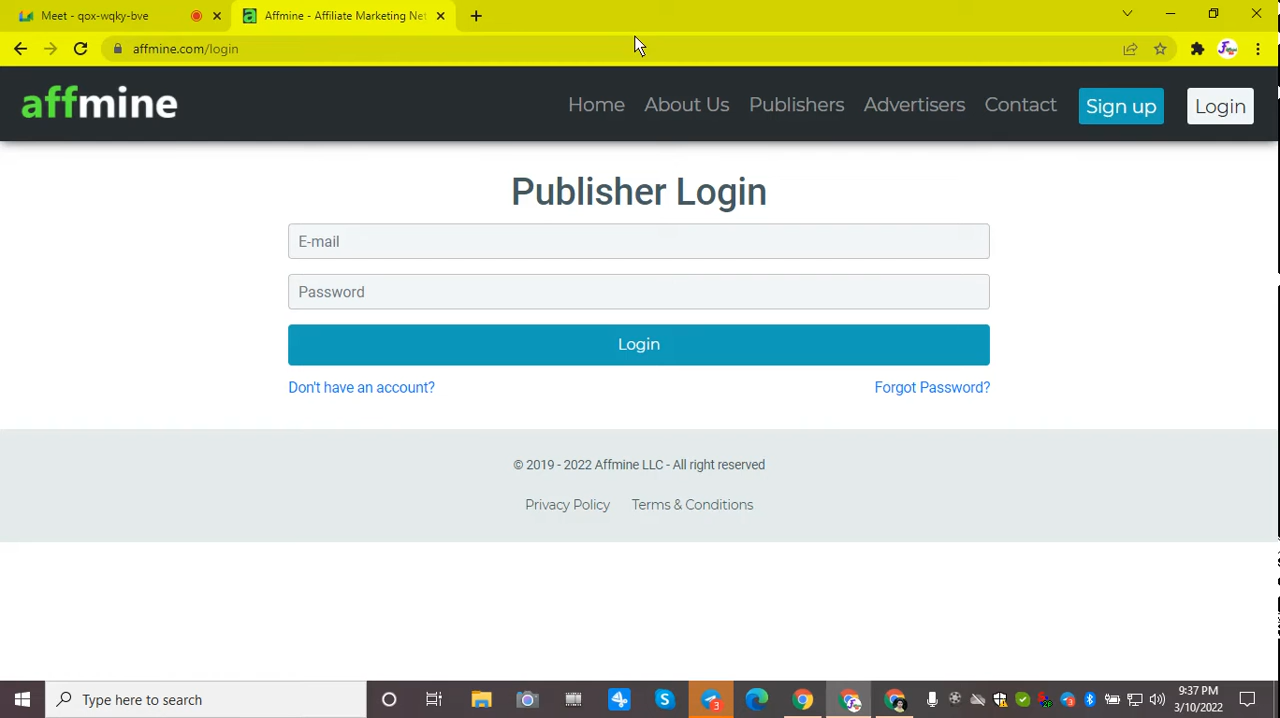 Meet - qox-wqky-bve
Affmine - Affiliate Marketing Net
affmine.com/login
affmine
Home
About Us
Publishers
Advertisers
Contact
Sign up
Login
Publisher Login
E-mail
Password
Login
Don't have an account?
Forgot Password?
© 2019 - 2022 Affmine LLC - All right reserved
Privacy Policy
Terms & Conditions
Type here to search
3
9:37 PM
3/10/2022